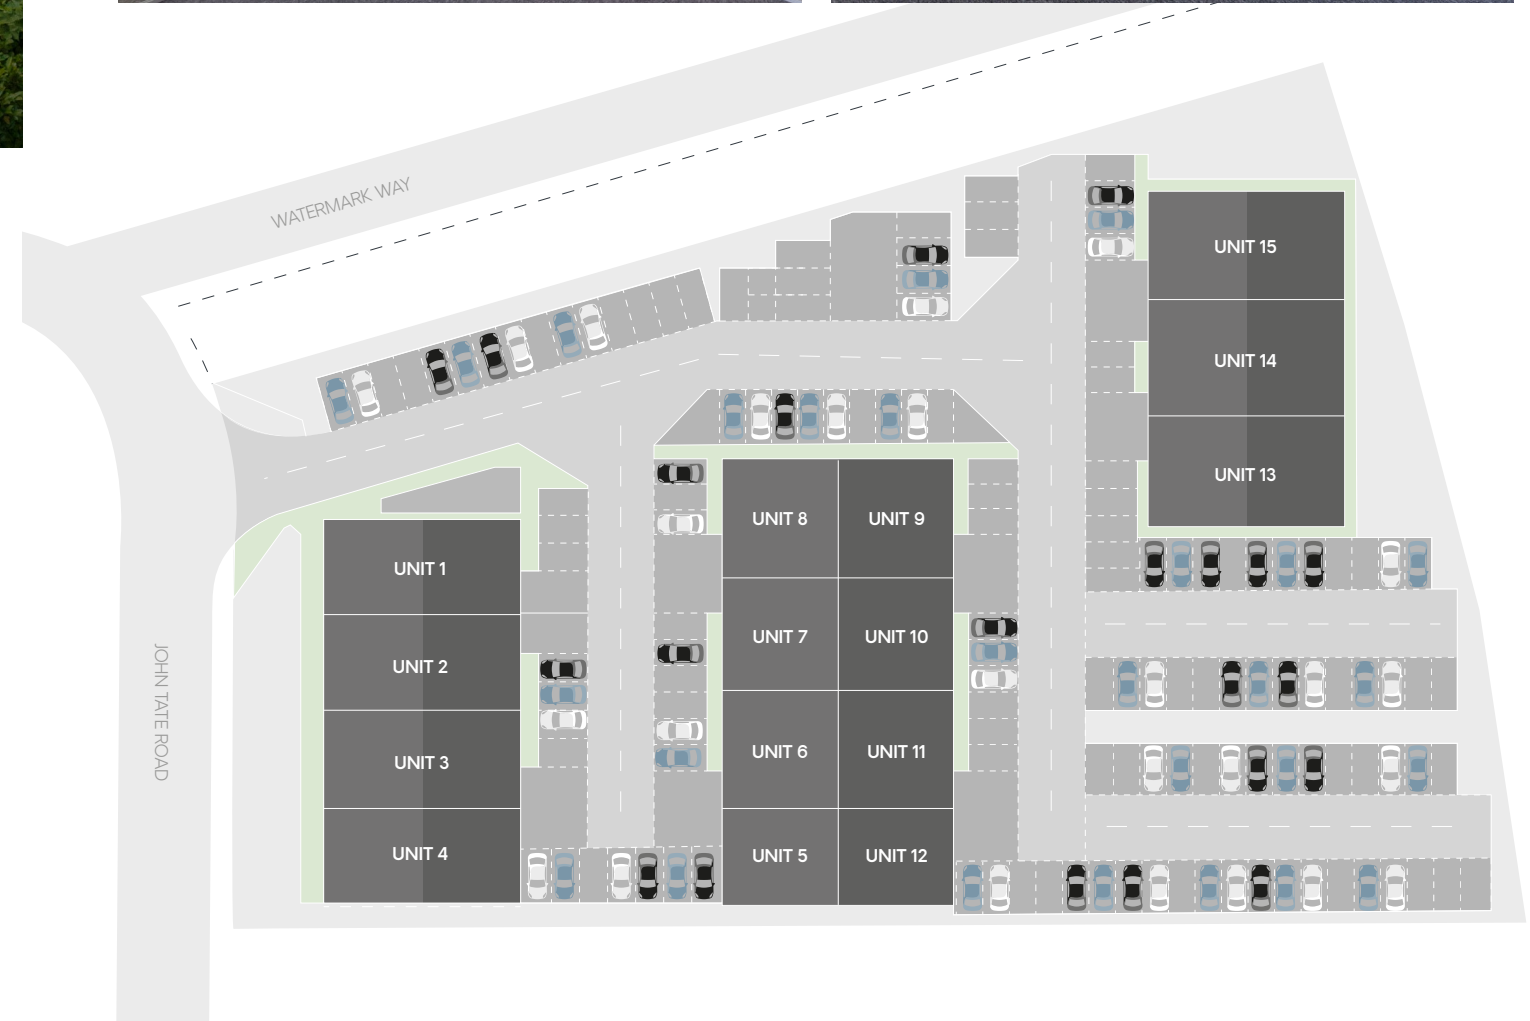 WATERMARK WAY
UNIT 15
UNIT 14
UNIT 13
UNIT 8
UNIT 9
UNIT 1
UNIT 7
UNIT 10
UNIT 2
JOHN TATE ROAD
UNIT 6
UNIT 11
UNIT 3
UNIT 4
UNIT 5
UNIT 12